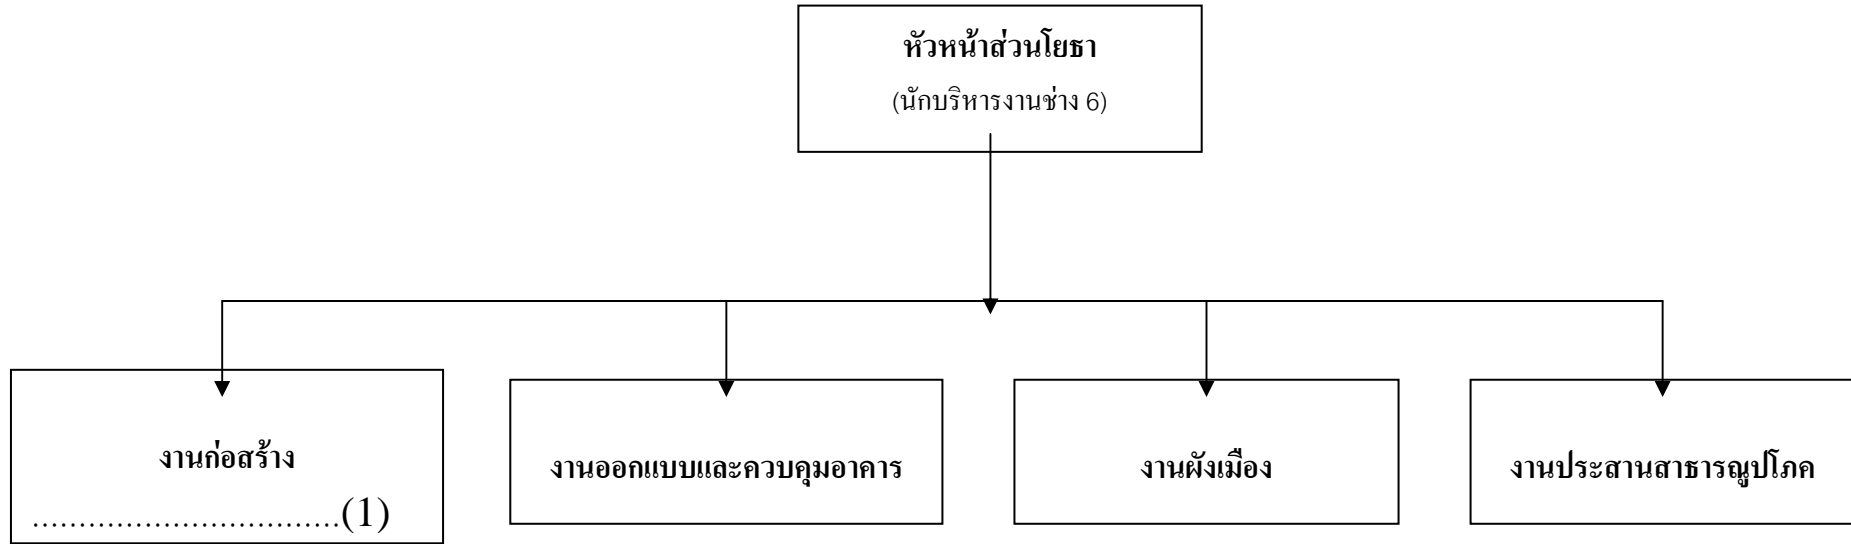 หัวหน้าส่วนโยธา
(นักบริหารงานช่าง 6)
งานก่อสร้าง
.................................(1)
งานออกแบบและควบคุมอาคาร
งานผังเมือง
งานประสานสาธารณูปโภค